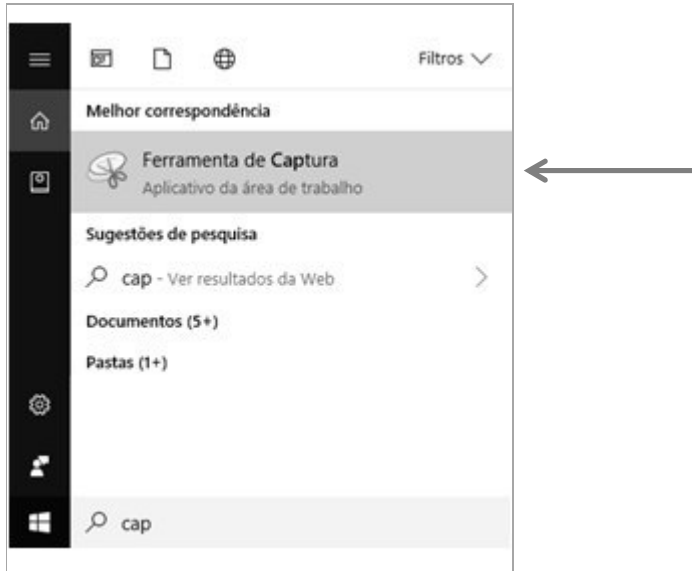 Filtros
Melhor correspondência
Ferramenta de Captura
Aplicativo da área de trabalho
Sugestões de pesquisa
cap - Ver resultados da Web
Documentos (5+)
Pastas (1+)
cap